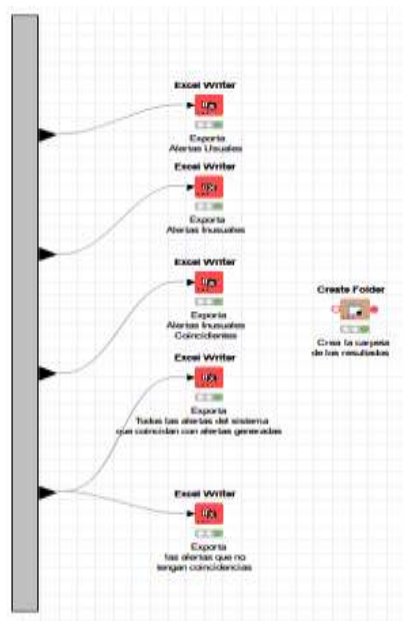 Excel Writer
Exporta
Alertas Usuales
Excel Writer
Exporta
Alertas Inusuales
Excel Writer
Exporta
Alertas Inusuales
Coincidentes
Create Folder
Crea la carpeta
de los resultados
Excel Writer
Exporta
Todas las alertas del sistema
que coincidan con alertas generadas
Excel Writer
Exporta
las alertas que no
tengan coincidencias